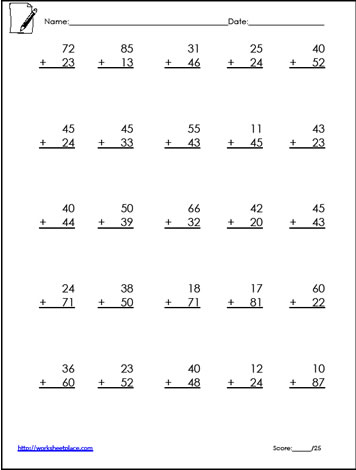 Name:______________________________Date:__________________
72 85 31 25 40
+ 23 + 13 + 46 + 24 + 52
45 45 55 11 43
+ 24 + 33 + 43 + 45 + 23
40 50 66 42 45
+ 44 + 39 + 32 + 20 + 43
24 38 18 17 60
+ 71 + 50 + 71 + 81 + 22
36 23 40 12 10
+ 60 + 52 + 48 + 24 + 87
http://worksheetplace.com Score:_____/25